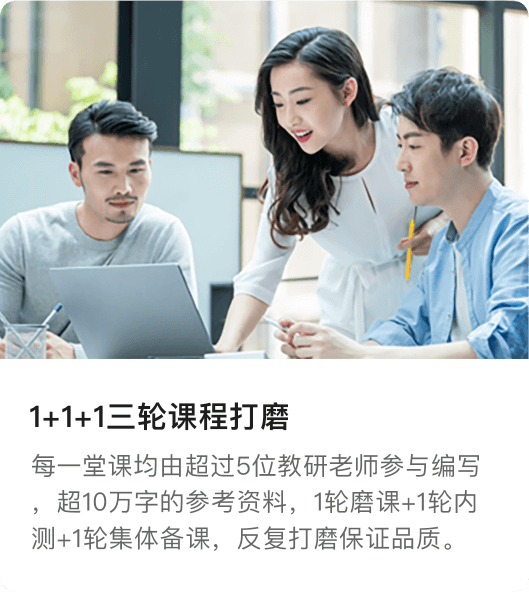 1+1+1三轮课程打磨
每一堂课均由超过5位教研老师参与编写
，超10万字的参考资料，1轮磨课+1轮内
测+1轮集体备课，反复打磨保证品质。